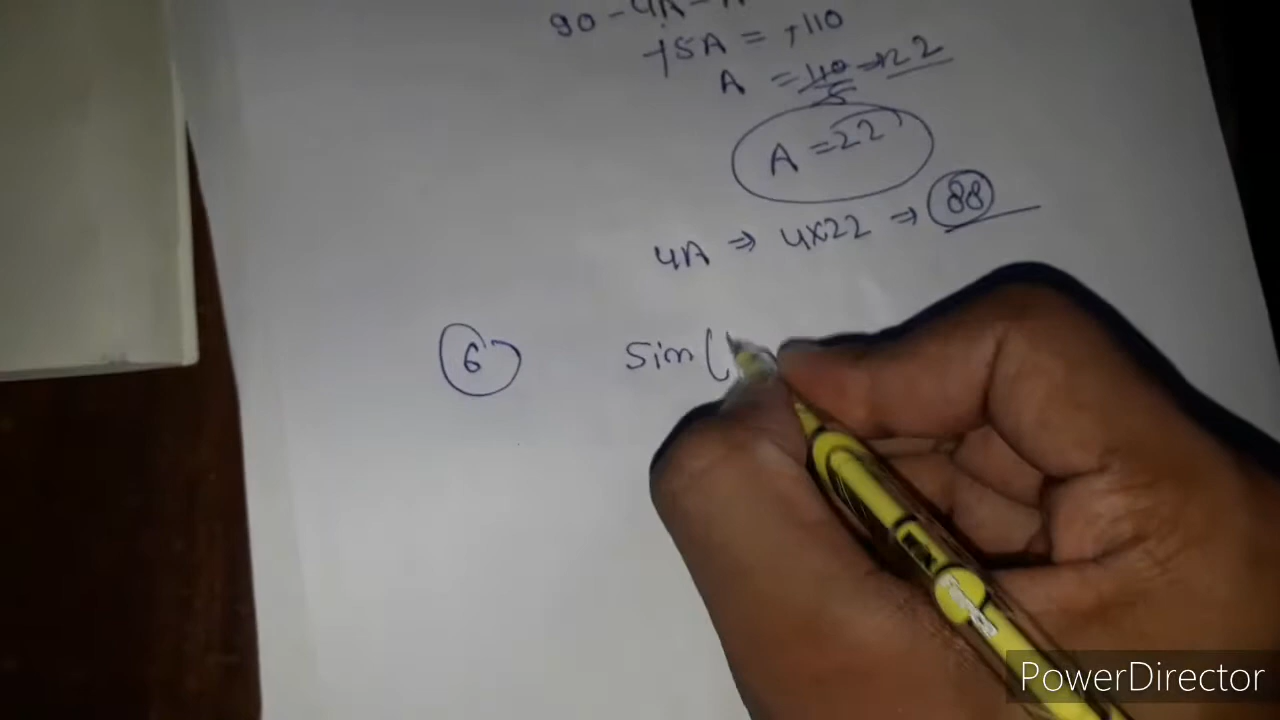 90 - 4A -
+5A = +110
A = 110/5 ⇒ 22
A = 22
4A ⇒ 4×22 ⇒ 88
6 Sin(
PowerDirector